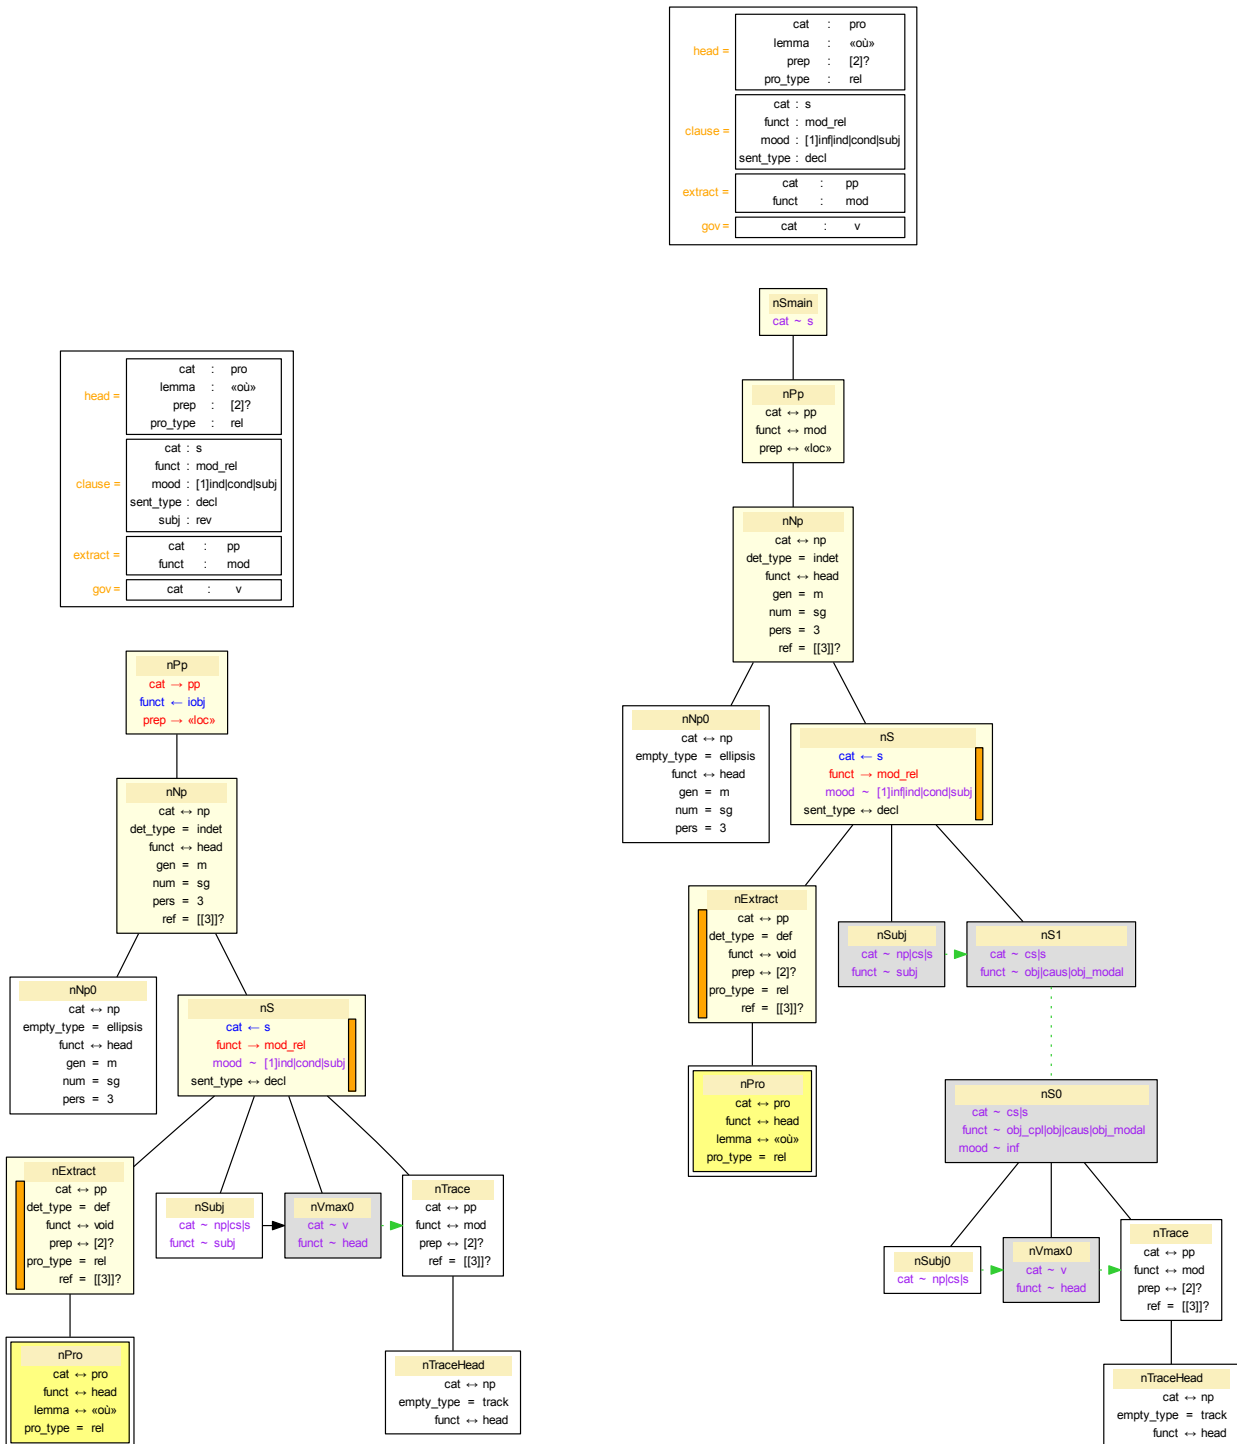 head =
cat : pro
lemma : «où»
prep : [2]?
pro_type : rel
clause =
cat : s
funct : mod_rel
mood : [1]inf|ind|cond|subj
sent_type : decl
extract =
cat : pp
funct : mod
gov =
cat : v
nSmain
cat ~ s
nPp
cat ↔ pp
funct ↔ mod
prep ↔ «loc»
nNp
cat ↔ np
det_type = indet
funct ↔ head
gen = m
num = sg
pers = 3
ref = [[3]]?
nNp0
cat ↔ np
empty_type = ellipsis
funct ↔ head
gen = m
num = sg
pers = 3
nS
cat ← s
funct → mod_rel
mood ~ [1]inf|ind|cond|subj
sent_type ↔ decl
nExtract
cat ↔ pp
det_type = def
funct ↔ void
prep ↔ [2]?
pro_type = rel
ref = [[3]]?
nSubj
cat ~ np|cs|s
funct ~ subj
nS1
cat ~ cs|s
funct ~ obj|caus|obj_modal
nPro
cat ↔ pro
funct ↔ head
lemma ↔ «où»
pro_type = rel
nS0
cat ~ cs|s
funct ~ obj_cpl|obj|caus|obj_modal
mood ~ inf
nSubj0
cat ~ np|cs|s
nVmax0
cat ~ v
funct ~ head
nTrace
cat ↔ pp
funct ↔ mod
prep ↔ [2]?
ref = [[3]]?
nTraceHead
cat ↔ np
empty_type = track
funct ↔ head
head =
cat : pro
lemma : «où»
prep : [2]?
pro_type : rel
clause =
cat : s
funct : mod_rel
mood : [1]ind|cond|subj
sent_type : decl
subj : rev
extract =
cat : pp
funct : mod
gov =
cat : v
nPp
cat → pp
funct ← iobj
prep → «loc»
nNp
cat ↔ np
det_type = indet
funct ↔ head
gen = m
num = sg
pers = 3
ref = [[3]]?
nNp0
cat ↔ np
empty_type = ellipsis
funct ↔ head
gen = m
num = sg
pers = 3
nS
cat ← s
funct → mod_rel
mood ~ [1]ind|cond|subj
sent_type ↔ decl
nExtract
cat ↔ pp
det_type = def
funct ↔ void
prep ↔ [2]?
pro_type = rel
ref = [[3]]?
nSubj
cat ~ np|cs|s
funct ~ subj
nVmax0
cat ~ v
funct ~ head
nTrace
cat ↔ pp
funct ↔ mod
prep ↔ [2]?
ref = [[3]]?
nPro
cat ↔ pro
funct ↔ head
lemma ↔ «où»
pro_type = rel
nTraceHead
cat ↔ np
empty_type = track
funct ↔ head